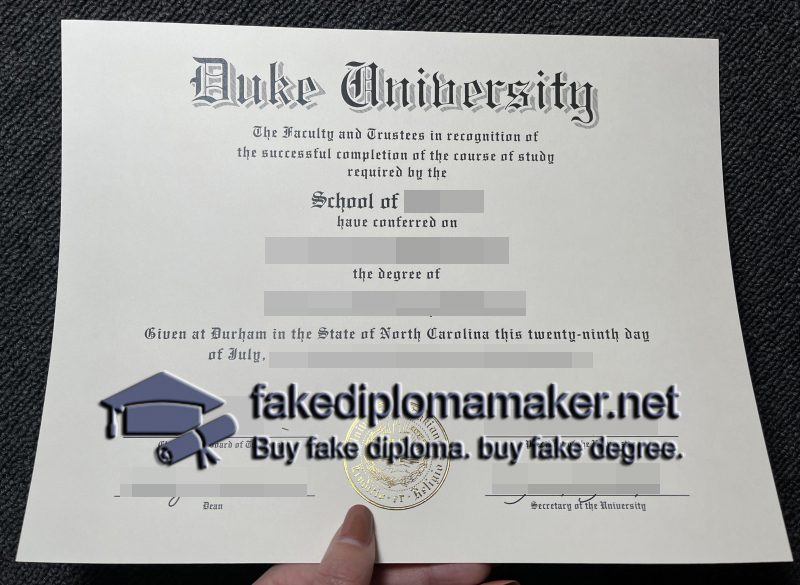 Duke University
The Faculty and Trustees in recognition of
the successful completion of the course of study
required by the
School of
have conferred on
the degree of
Given at Durham in the State of North Carolina this twenty-ninth day
of July,
fakediplomamaker.net
Buy fake diploma. buy fake degree.
Dean
Secretary of the University